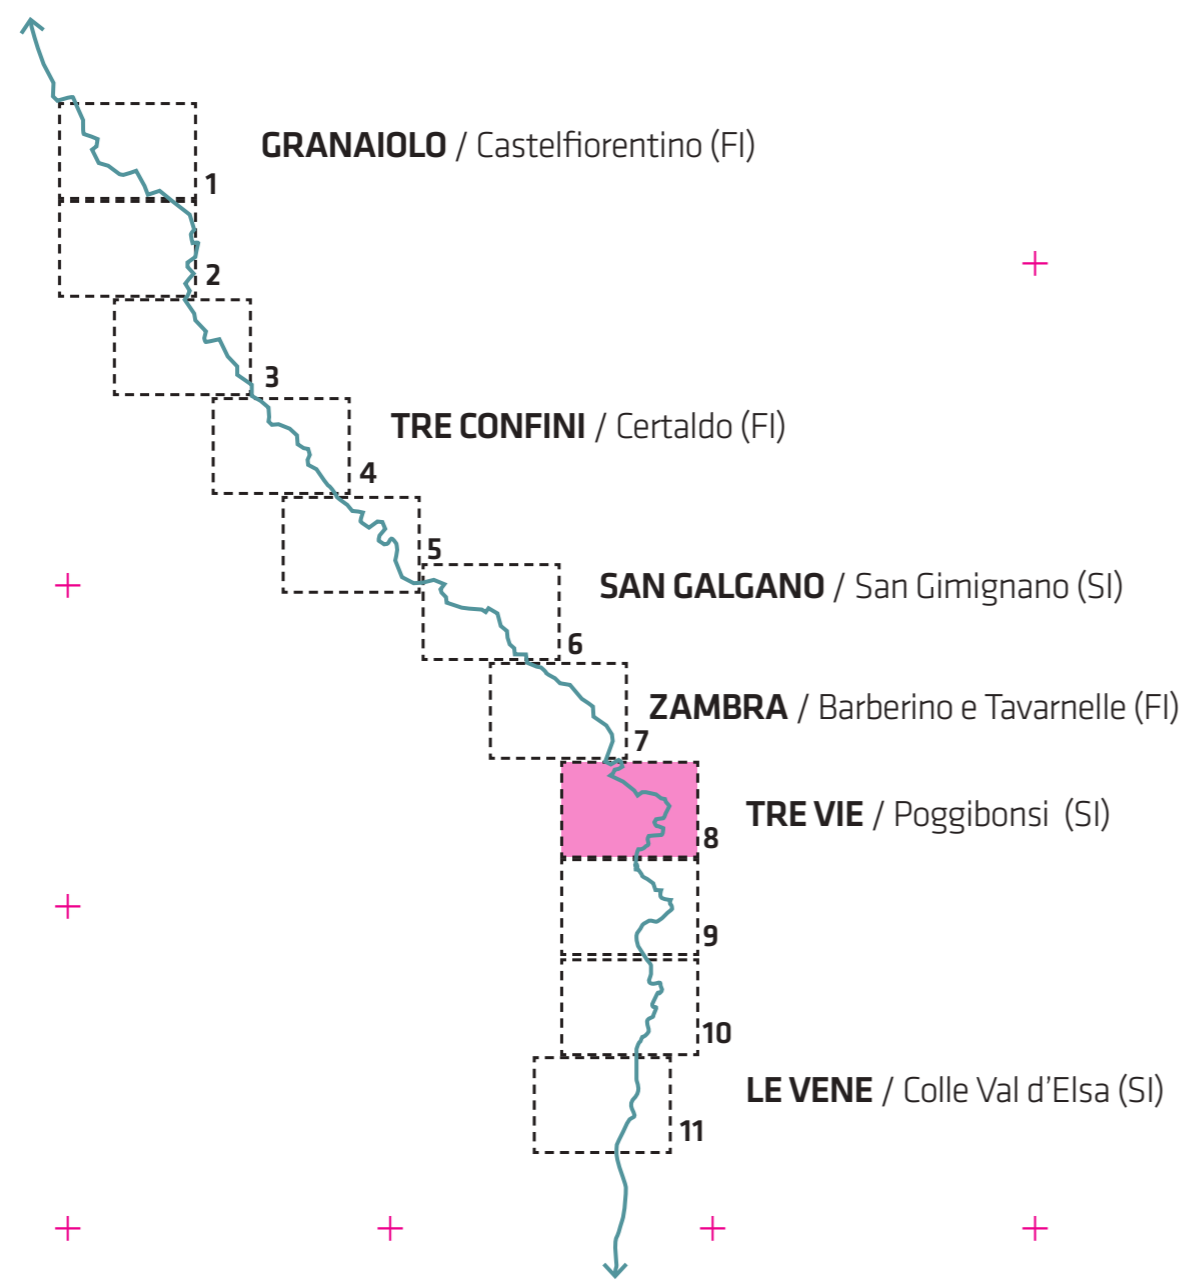 GRANAIOLO / Castelfiorentino (FI)
1
2
3
TRE CONFINI / Certaldo (FI)
4
5
SAN GALGANO / San Gimignano (SI)
6
ZAMBRA / Barberino e Tavarnelle (FI)
7
TRE VIE / Poggibonsi (SI)
8
9
10
LE VENE / Colle Val d'Elsa (SI)
11